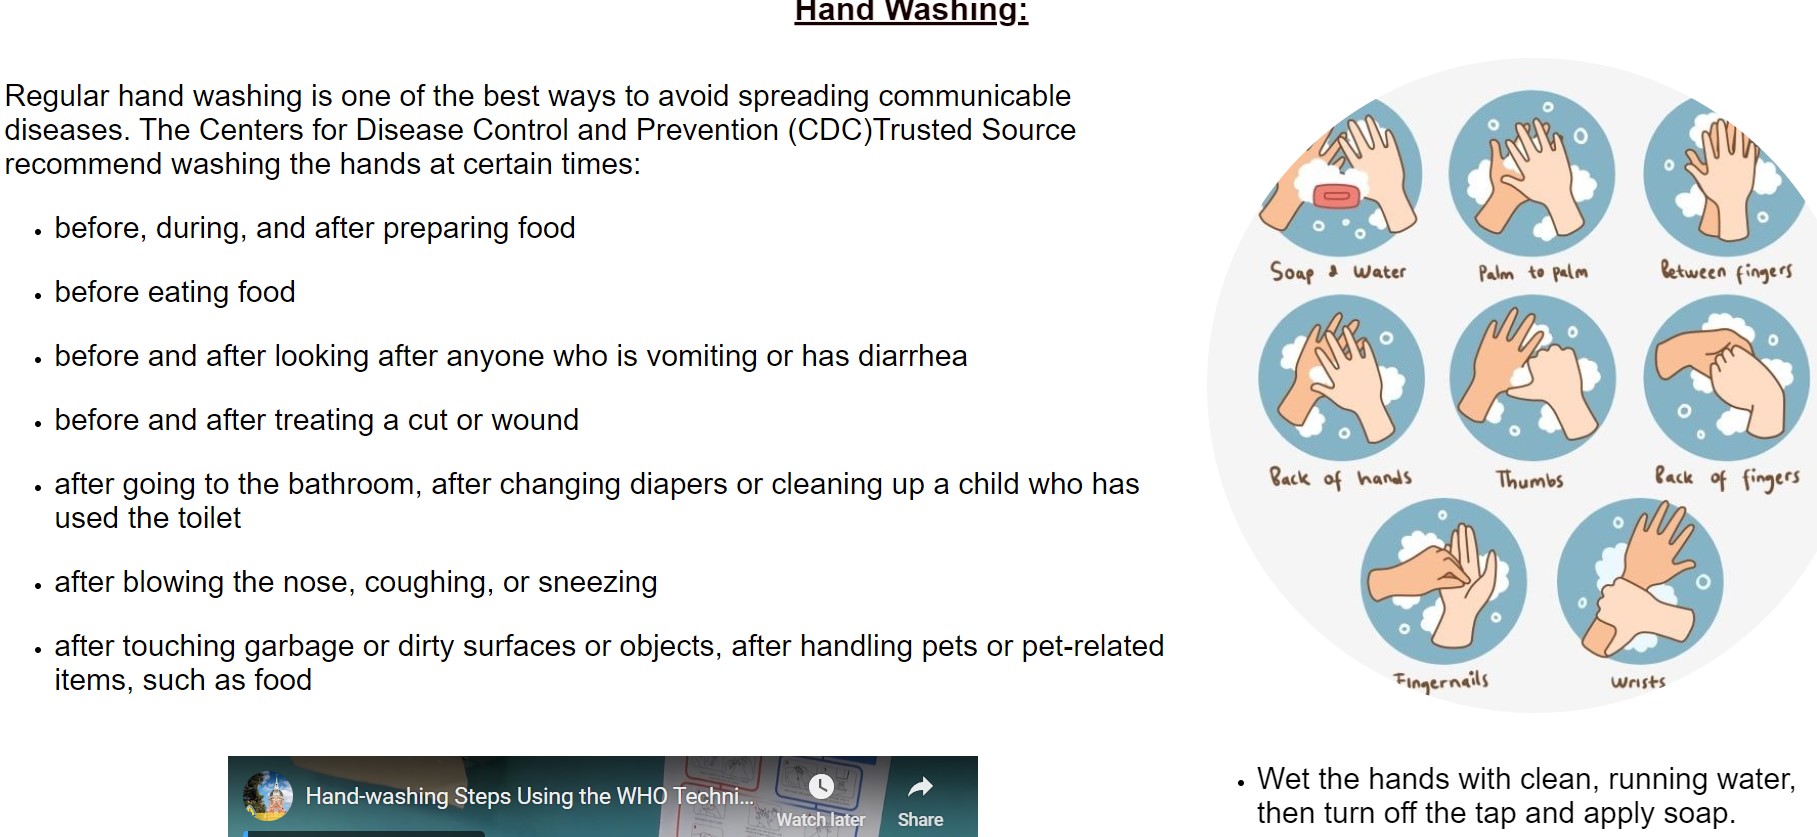 Hand Washing:
Regular hand washing is one of the best ways to avoid spreading communicable
diseases. The Centers for Disease Control and Prevention (CDC)Trusted Source
recommend washing the hands at certain times:
• before, during, and after preparing food
• before eating food
• before and after looking after anyone who is vomiting or has diarrhea
• before and after treating a cut or wound
• after going to the bathroom, after changing diapers or cleaning up a child who has
used the toilet
• after blowing the nose, coughing, or sneezing
• after touching garbage or dirty surfaces or objects, after handling pets or pet-related
items, such as food
Hand-washing Steps Using the WHO Techni...
Watch later
Share
Soap & Water
Palm to palm
Between fingers
Back of hands
Thumbs
Back of fingers
Fingernails
Wrists
• Wet the hands with clean, running water,
then turn off the tap and apply soap.